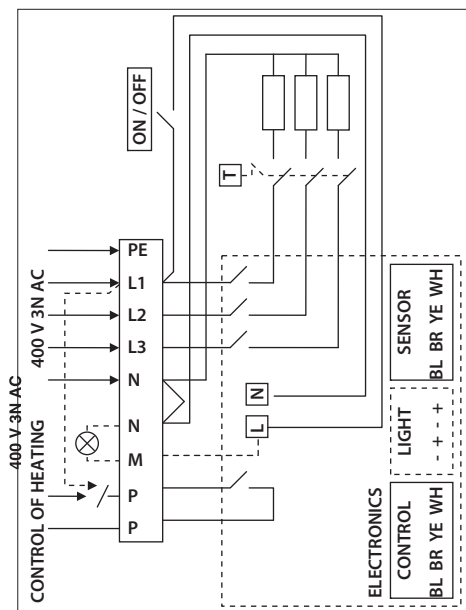 ON / OFF
T
400 V 3N AC
400 V 3N AC
CONTROL OF HEATING
PE
L1
L2
L3
N
N
M
P
P
N
L
ELECTRONICS
SENSOR
BL BR YE WH
LIGHT
- + - +
CONTROL
BL BR YE WH